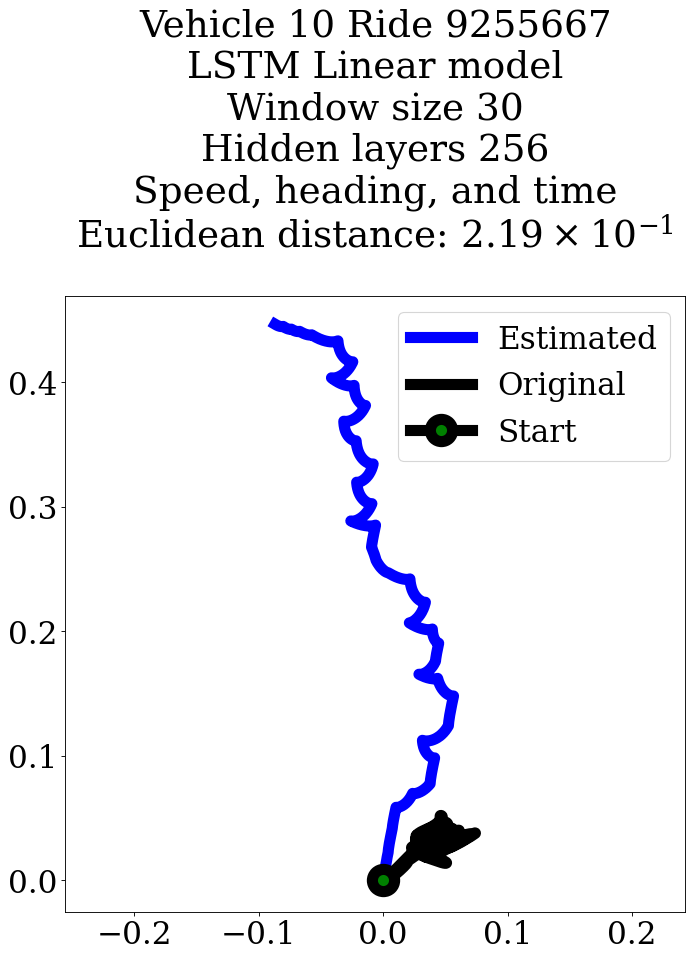 Vehicle 10 Ride 9255667
LSTM Linear model
Window size 30
Hidden layers 256
Speed, heading, and time
Euclidean distance: 2.19 × 10⁻¹
Estimated
Original
Start
0.4
0.3
0.2
0.1
0.0
−0.2
−0.1
0.0
0.1
0.2